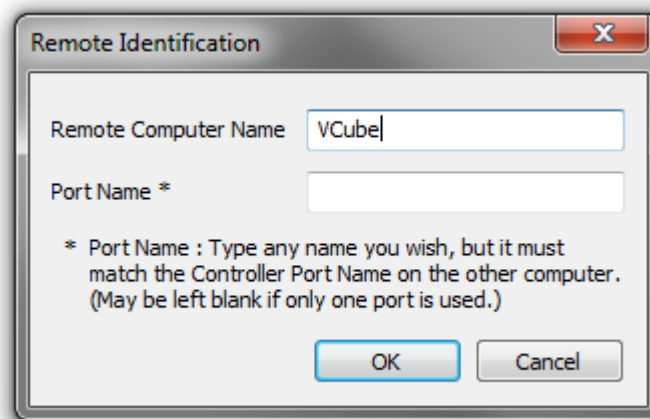 Remote Identification
Remote Computer Name VCube
Port Name *
* Port Name : Type any name you wish, but it must
match the Controller Port Name on the other computer.
(May be left blank if only one port is used.)
OK Cancel